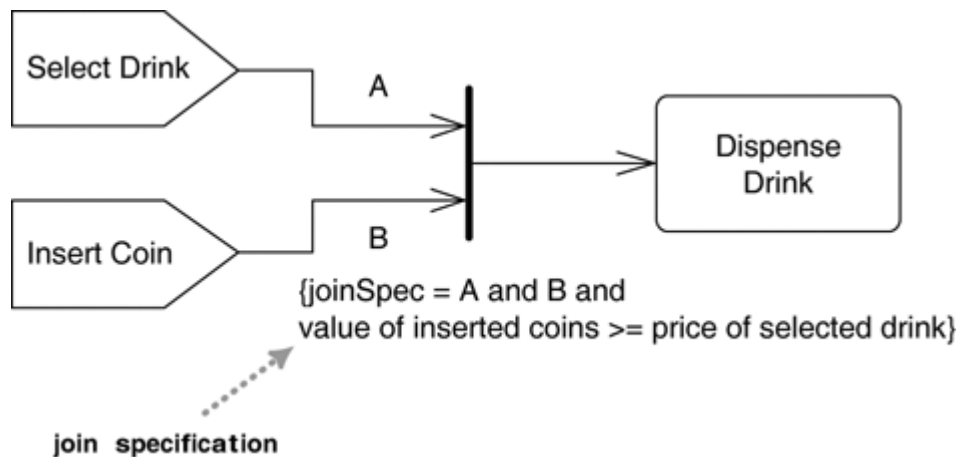 Select Drink
A
Dispense
Drink
Insert Coin
B
{joinSpec = A and B and
value of inserted coins >= price of selected drink}
join specification